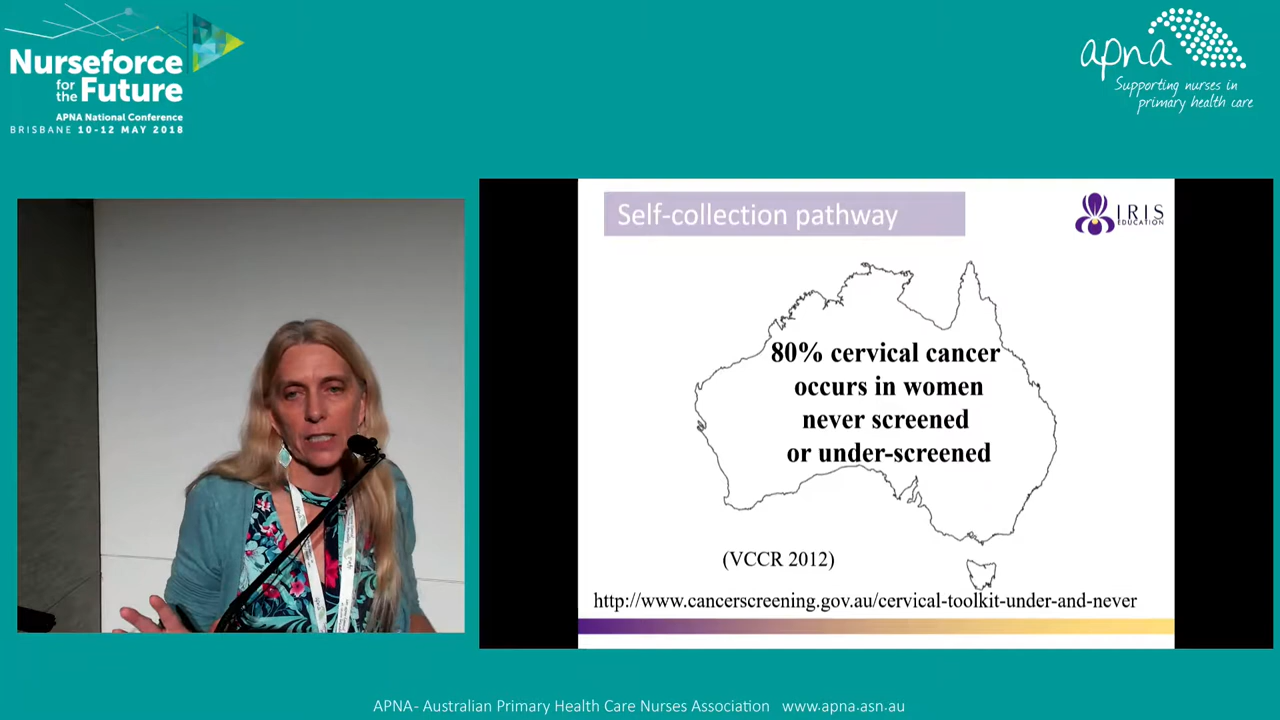 Nurseforce
for the Future
APNA National Conference
BRISBANE 10-12 MAY 2018
apna
Supporting nurses in
primary health care
Self-collection pathway
IRIS
EDUCATION
80% cervical cancer
occurs in women
never screened
or under-screened
(VCCR 2012)
http://www.cancerscreening.gov.au/cervical-toolkit-under-and-never
APNA- Australian Primary Health Care Nurses Association www.apna.asn.au